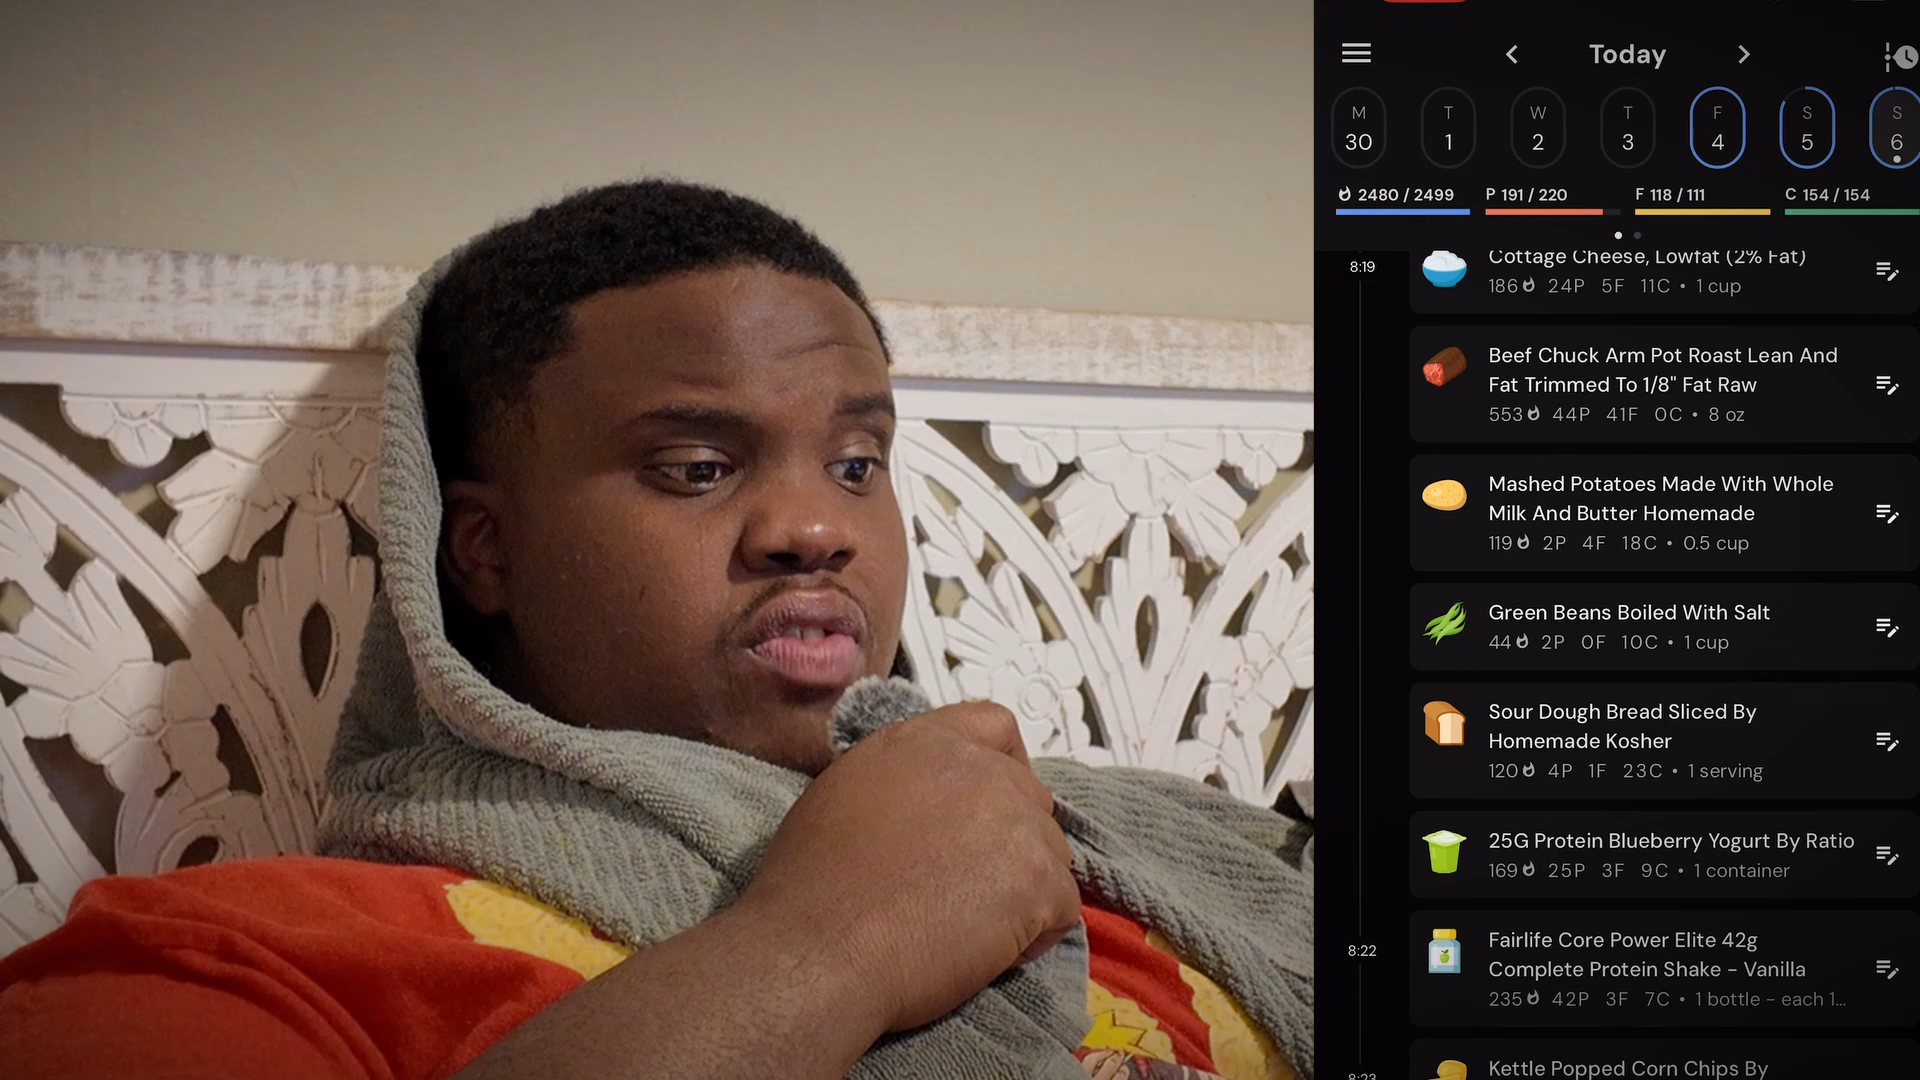 Today
M T W T F S S
30 1 2 3 4 5 6
2480 / 2499 P 191 / 220 F 118 / 111 C 154 / 154
8:19
Cottage Cheese, Lowfat (2% Fat)
186 24P 5F 11C • 1 cup
Beef Chuck Arm Pot Roast Lean And
Fat Trimmed To 1/8" Fat Raw
553 44P 41F 0C • 8 oz
Mashed Potatoes Made With Whole
Milk And Butter Homemade
119 2P 4F 18C • 0.5 cup
Green Beans Boiled With Salt
44 2P 0F 10C • 1 cup
Sour Dough Bread Sliced By
Homemade Kosher
120 4P 1F 23C • 1 serving
25G Protein Blueberry Yogurt By Ratio
169 25P 3F 9C • 1 container
8:22
Fairlife Core Power Elite 42g
Complete Protein Shake – Vanilla
235 42P 3F 7C • 1 bottle – each 1...
8:23
Kettle Popped Corn Chips By